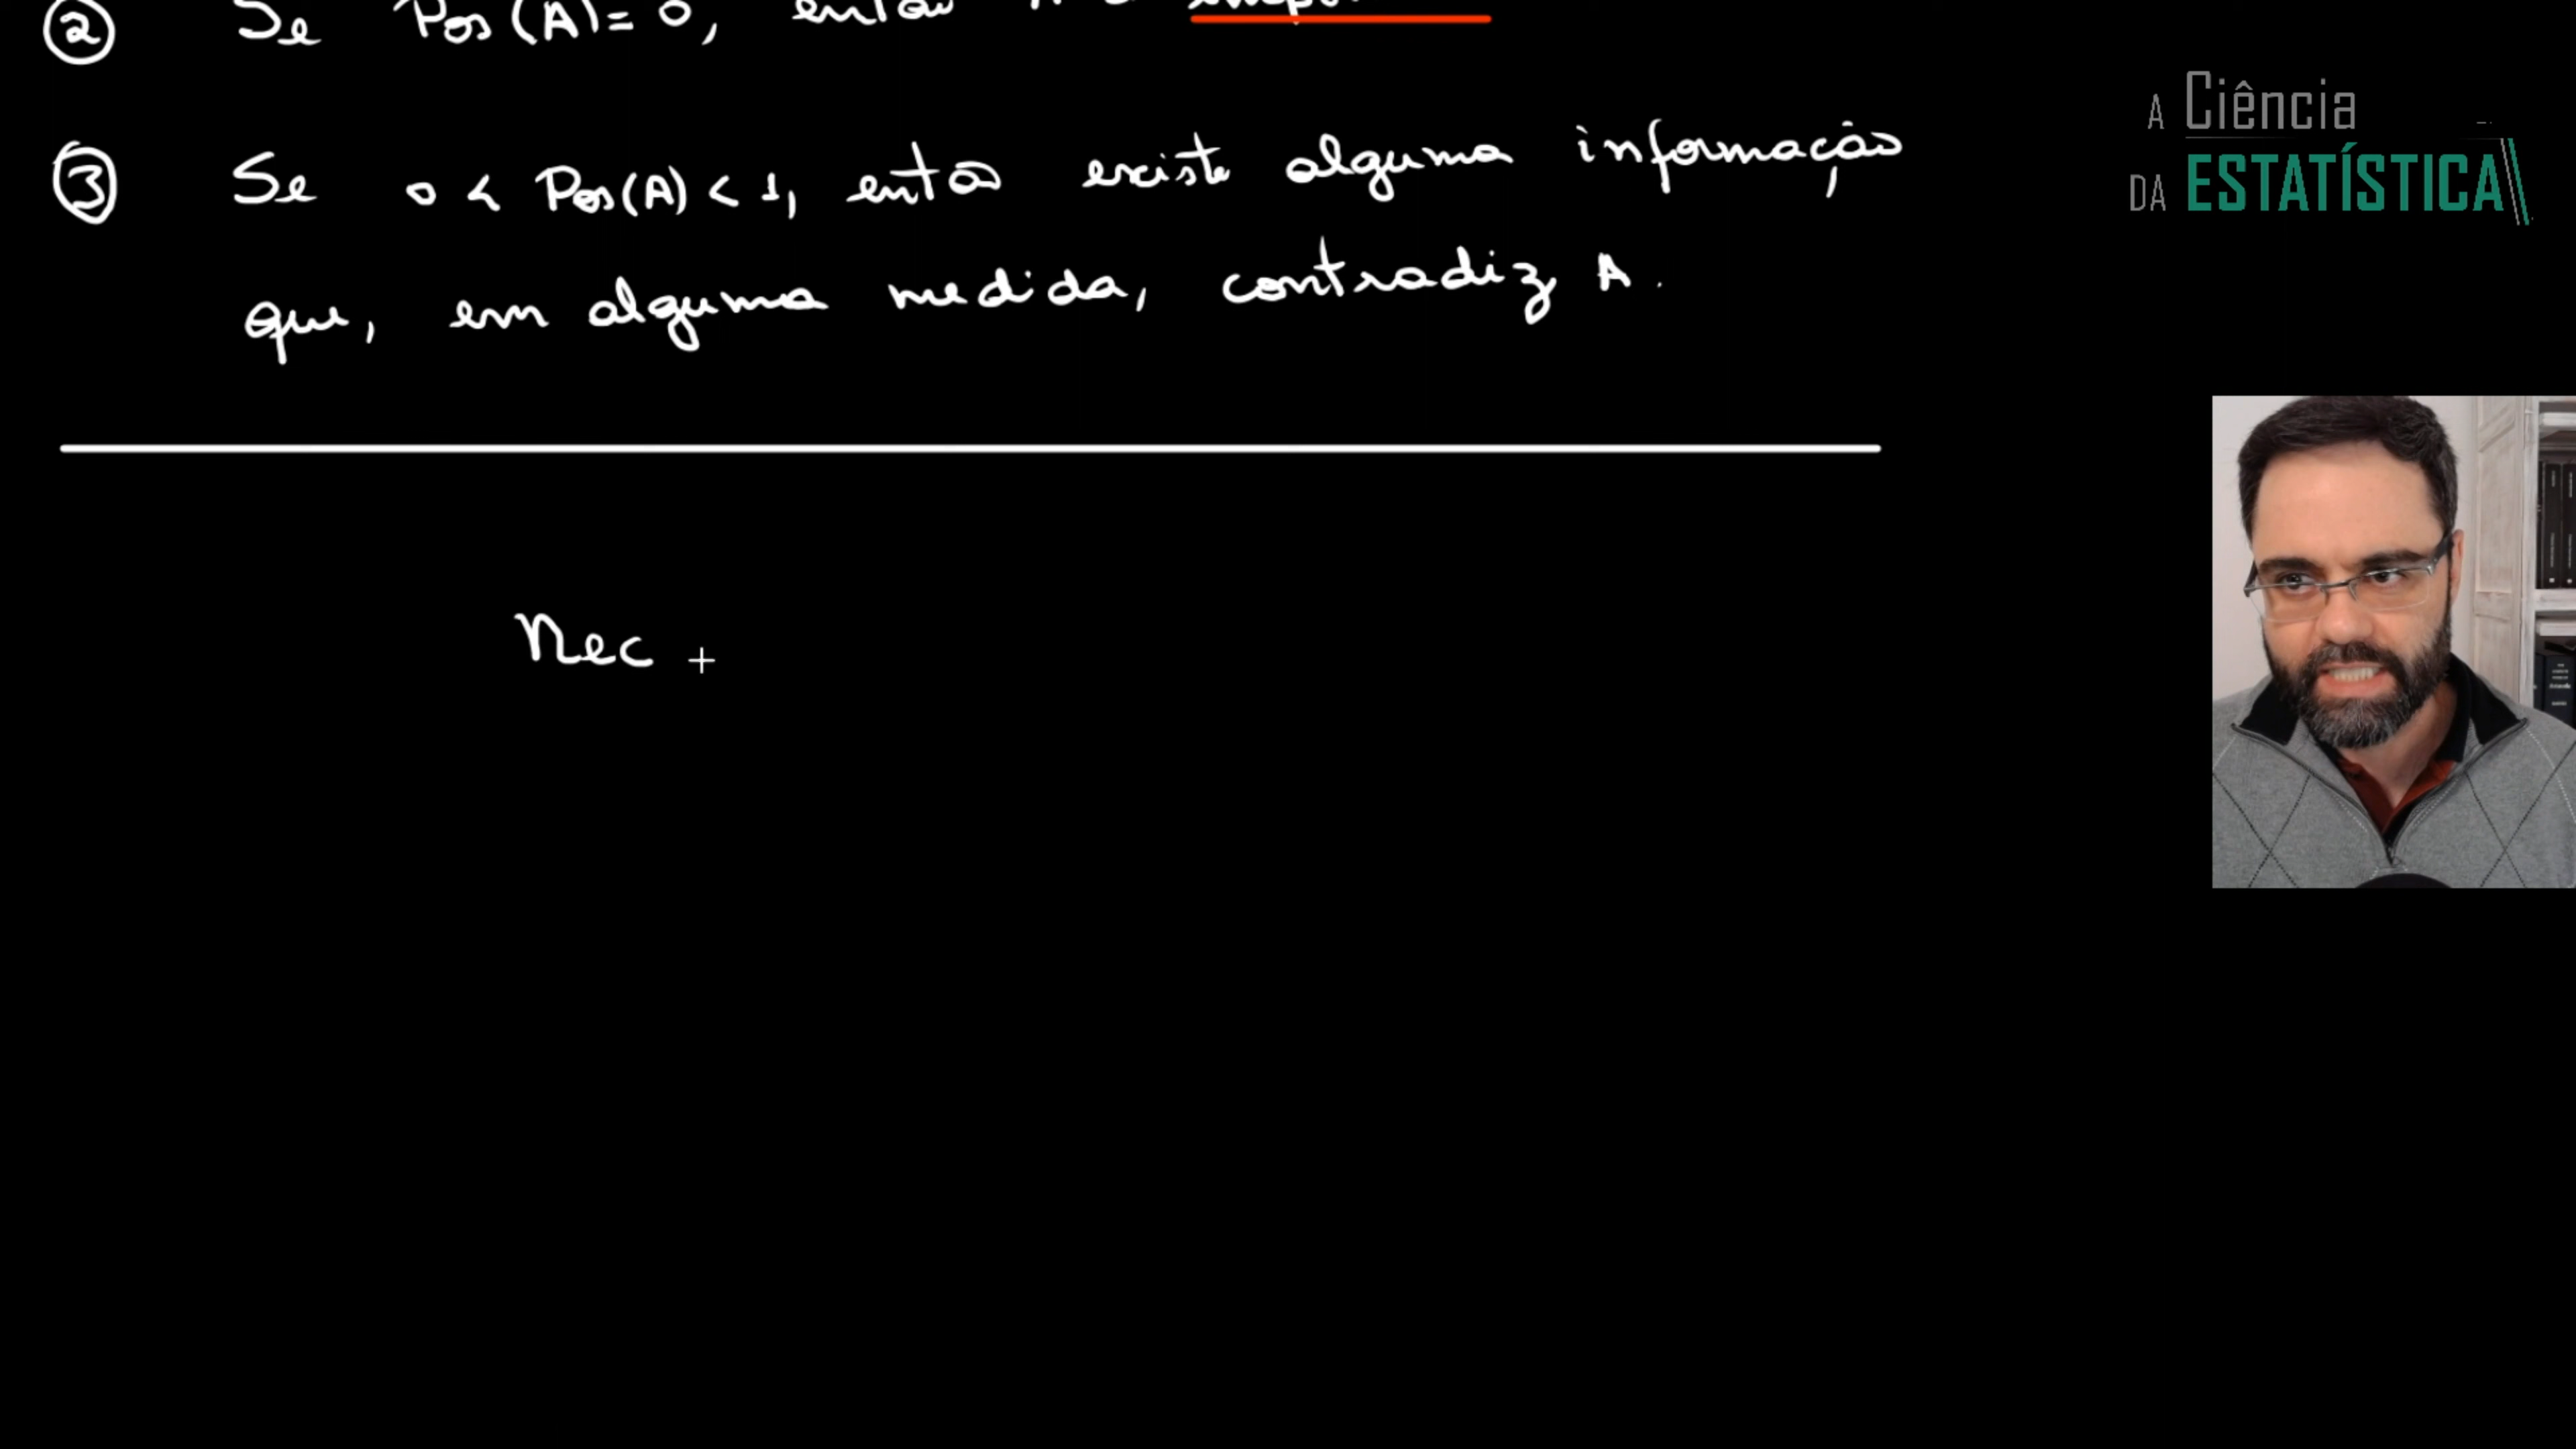 ② Se Pos(A)=0, então A é
③ Se 0 < Pos(A) < 1, então existe alguma informação
que, em alguma medida, contradiz A.
Nec
A Ciência
DA ESTATÍSTICA